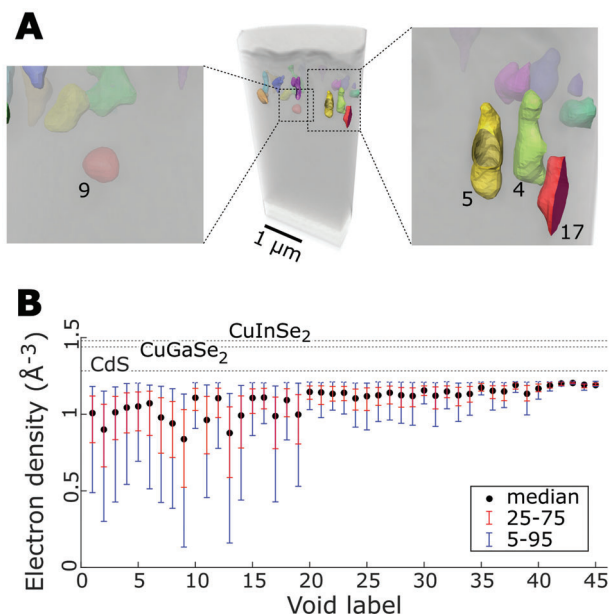 A
9
1 μm
5
4
17
B
CuInSe2
CuGaSe2
CdS
Electron density (Å-3)
1.5
1
0.5
0
0 5 10 15 20 25 30 35 40 45
Void label
median
25-75
5-95